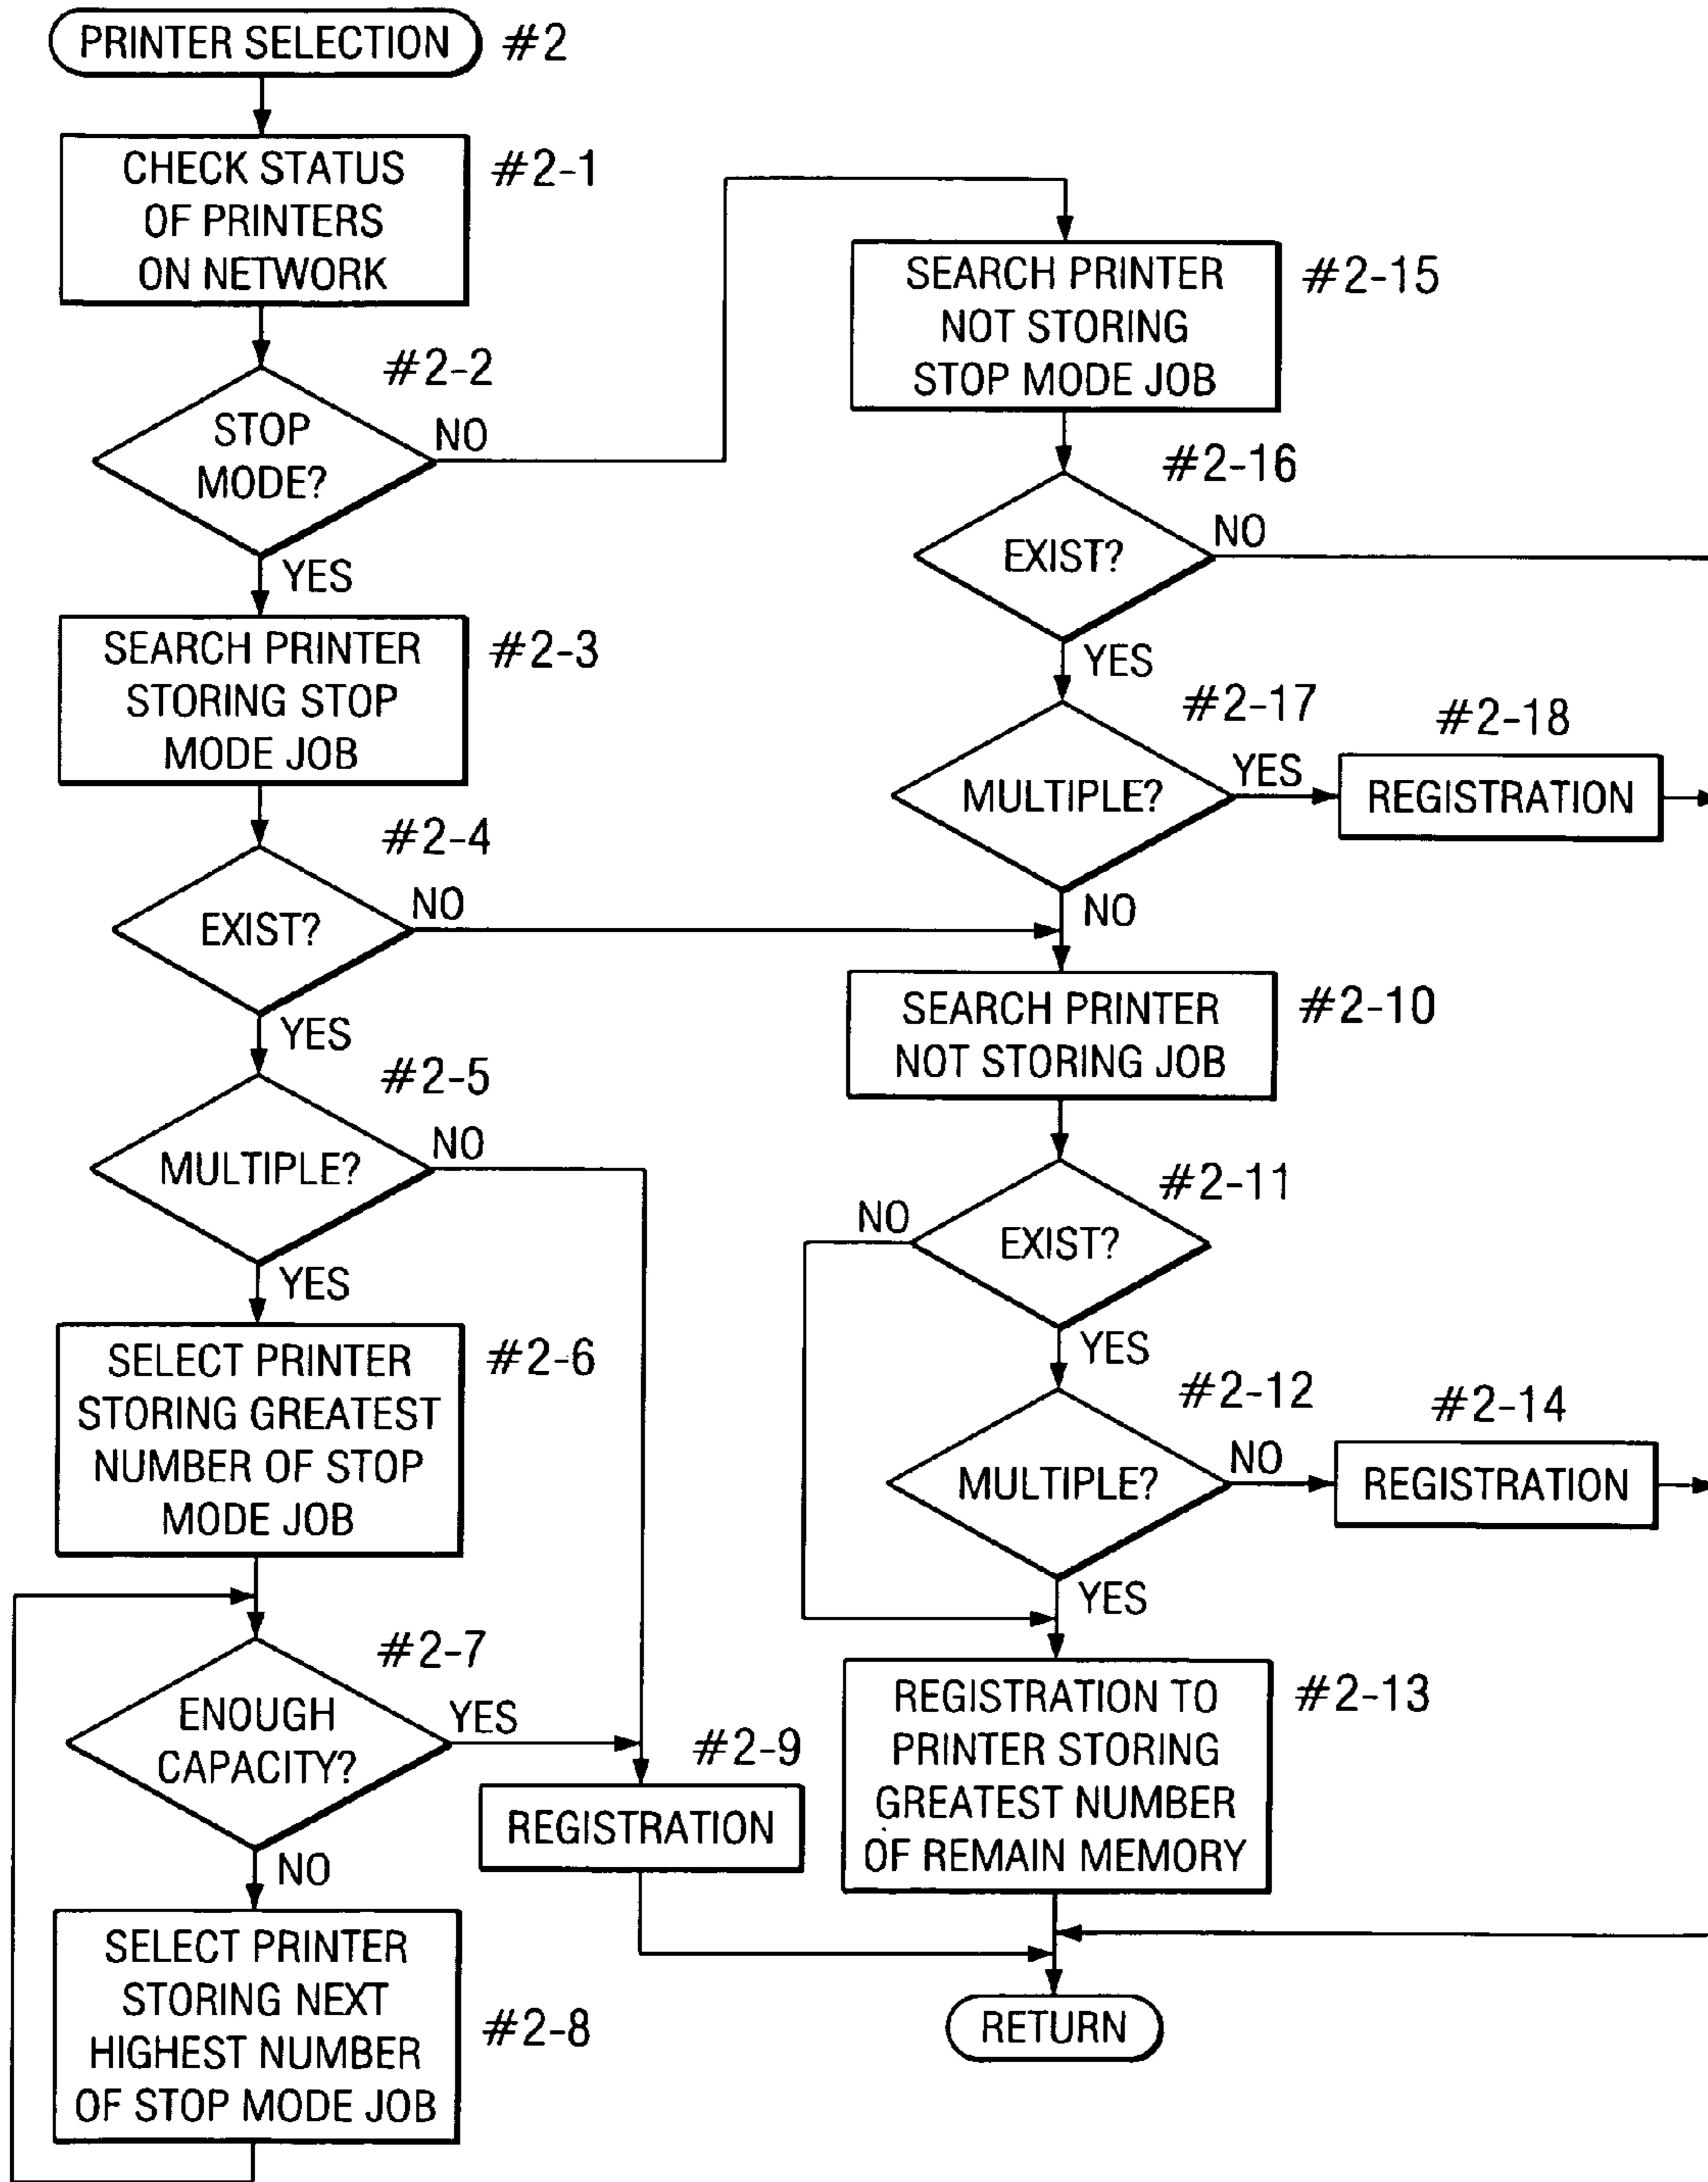 PRINTER SELECTION
#2
CHECK STATUS
OF PRINTERS
ON NETWORK
#2-1
#2-2
STOP
MODE?
NO
YES
SEARCH PRINTER
STORING STOP
MODE JOB
#2-3
#2-4
EXIST?
NO
YES
#2-5
MULTIPLE?
NO
YES
SELECT PRINTER
STORING GREATEST
NUMBER OF STOP
MODE JOB
#2-6
#2-7
ENOUGH
CAPACITY?
YES
NO
#2-9
REGISTRATION
SELECT PRINTER
STORING NEXT
HIGHEST NUMBER
OF STOP MODE JOB
#2-8
SEARCH PRINTER
NOT STORING
STOP MODE JOB
#2-15
#2-16
EXIST?
NO
YES
#2-17
MULTIPLE?
YES
#2-18
REGISTRATION
NO
SEARCH PRINTER
NOT STORING JOB
#2-10
#2-11
NO
EXIST?
YES
#2-12
MULTIPLE?
NO
#2-14
REGISTRATION
YES
REGISTRATION TO
PRINTER STORING
GREATEST NUMBER
OF REMAIN MEMORY
#2-13
RETURN